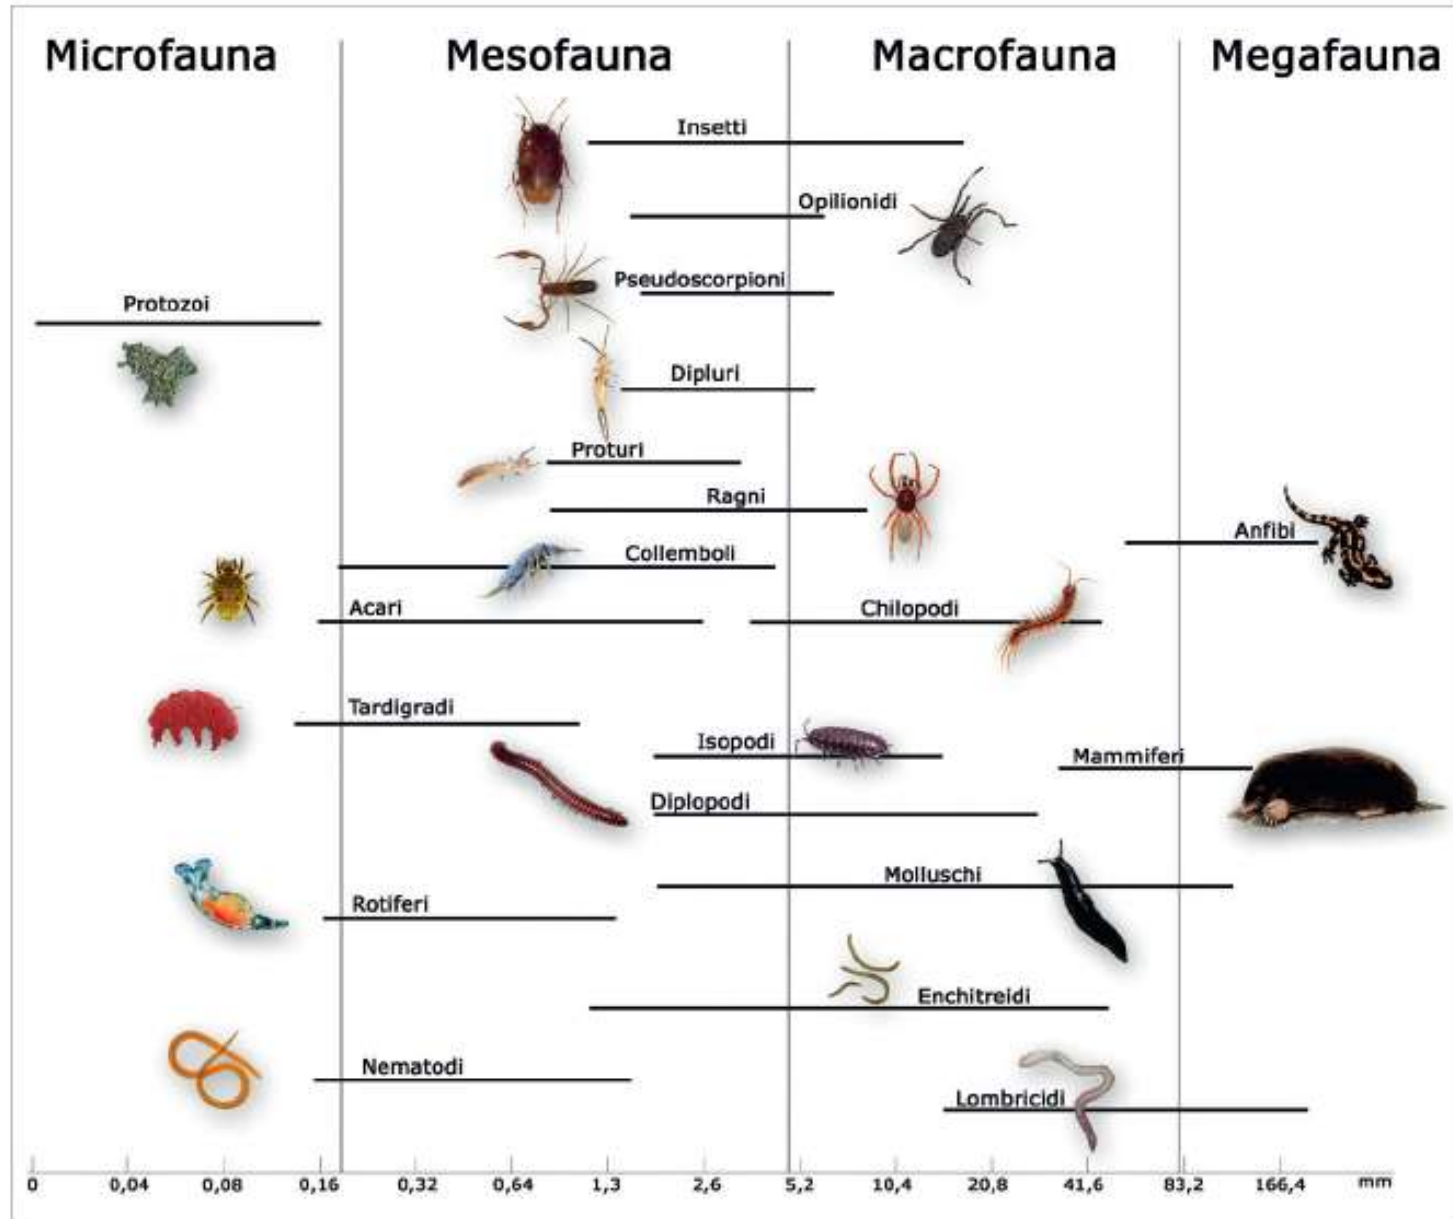 Microfauna
Mesofauna
Macrofauna
Megafauna
Insetti
Opilionidi
Pseudoscorpioni
Protozoi
Dipluri
Proturi
Ragni
Anfibi
Collemboli
Acari
Chilopodi
Tardigradi
Isopodi
Mammiferi
Diplopodi
Molluschi
Rotiferi
Enchitreidi
Nematodi
Lombricidi
0 0,04 0,08 0,16 0,32 0,64 1,3 2,6 5,2 10,4 20,8 41,6 83,2 166,4 mm